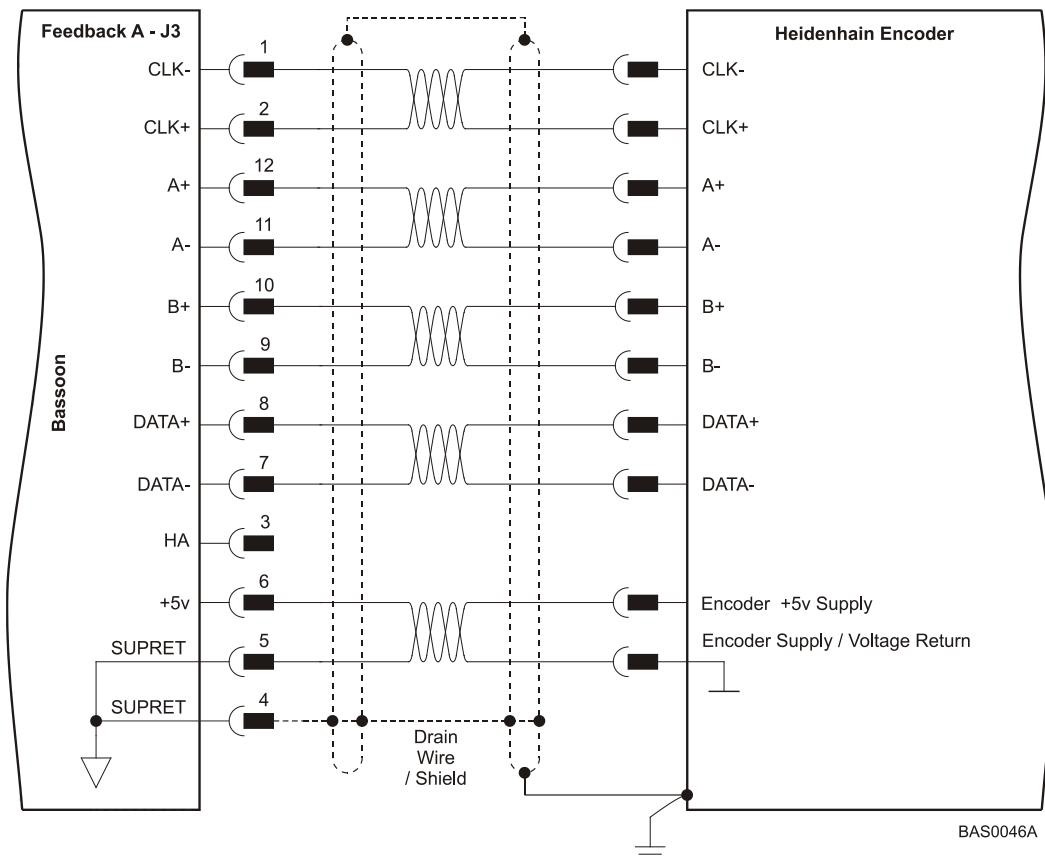 Feedback A - J3
Heidenhain Encoder
1
CLK-
CLK-
2
CLK+
CLK+
12
A+
A+
11
A-
A-
10
B+
B+
9
B-
B-
Bassoon
8
DATA+
DATA+
7
DATA-
DATA-
3
HA
6
+5v
Encoder +5v Supply
SUPRET
5
Encoder Supply / Voltage Return
SUPRET
4
Drain
Wire
/ Shield
BAS0046A